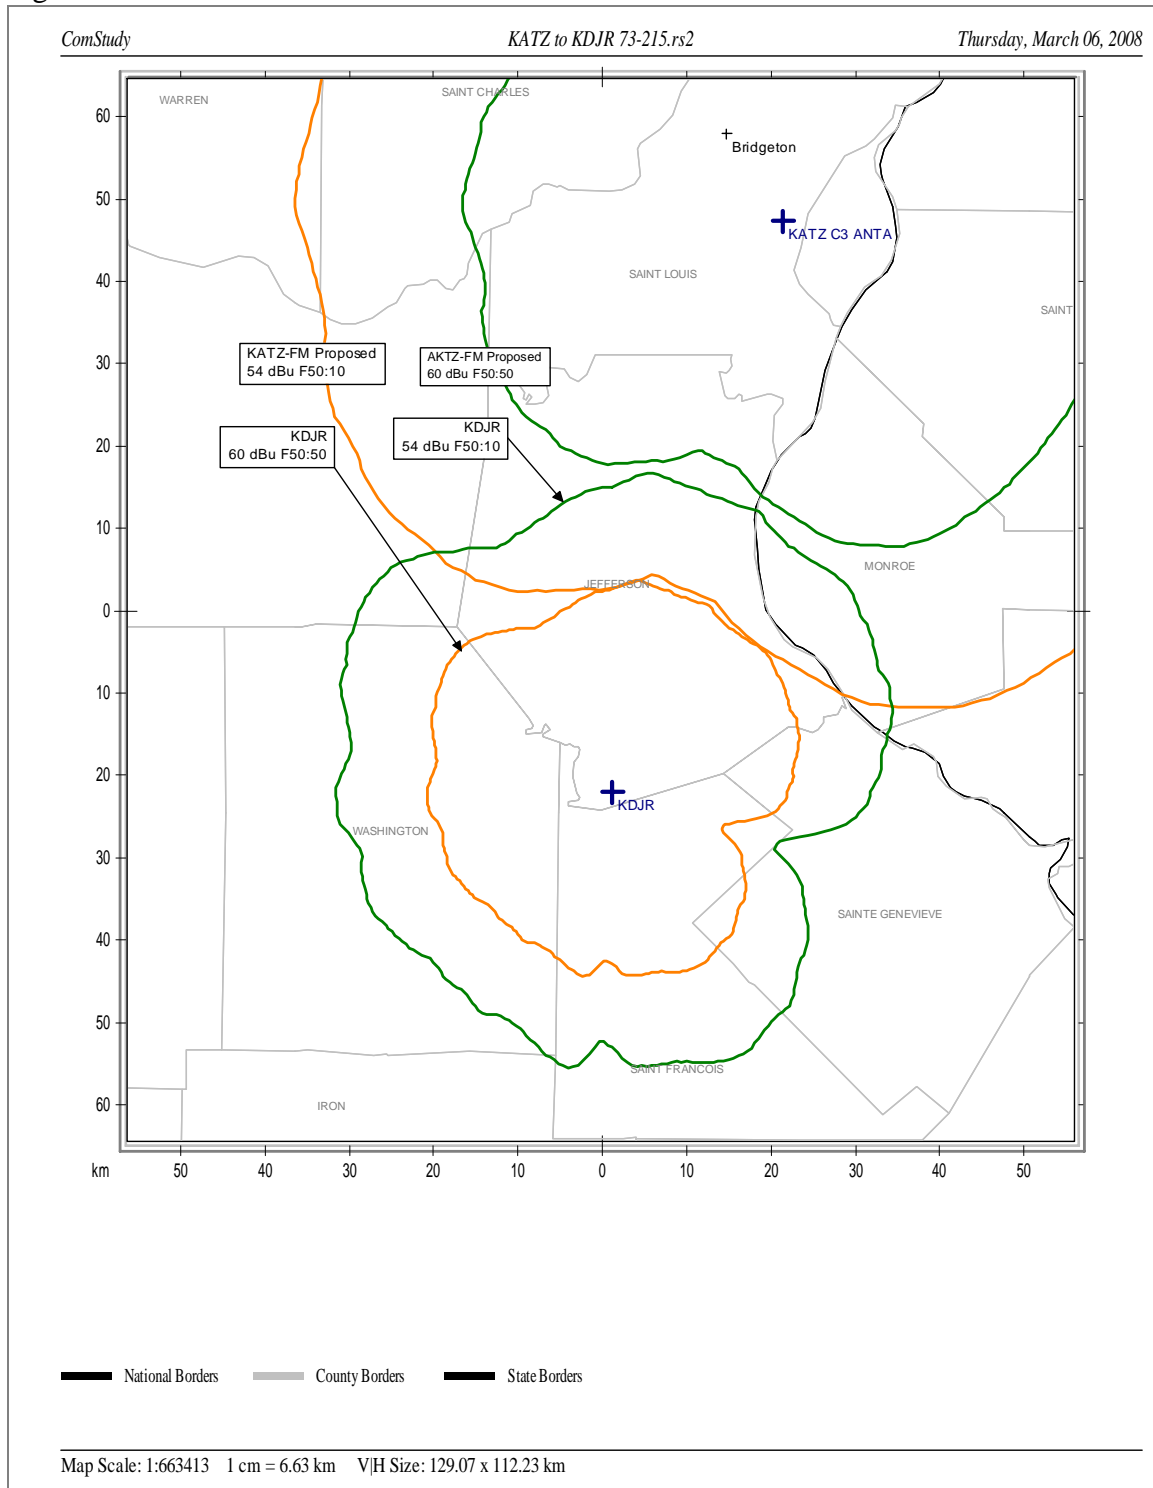 ComStudy KATZ to KDJR 73-215.rs2 Thursday, March 06, 2008
WARREN
SAINT CHARLES
Bridgeton
KATZ C3 ANTA
SAINT LOUIS
SAINT
KATZ-FM Proposed
54 dBu F50:10
AKTZ-FM Proposed
60 dBu F50:50
KDJR
54 dBu F50:10
KDJR
60 dBu F50:50
MONROE
JEFFERSON
KDJR
WASHINGTON
SAINTE GENEVIEVE
SAINT FRANCOIS
IRON
60
50
40
30
20
10
0
10
20
30
40
50
60
km 50 40 30 20 10 0 10 20 30 40 50
National Borders County Borders State Borders
Map Scale: 1:663413 1 cm = 6.63 km V|H Size: 129.07 x 112.23 km